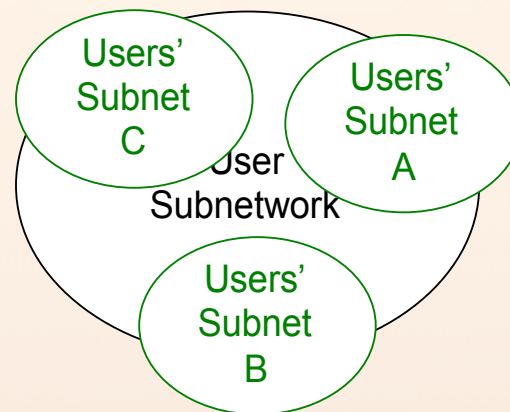 Users’
Subnet
C
Users’
Subnet
A
User
Subnetwork
Users’
Subnet
B